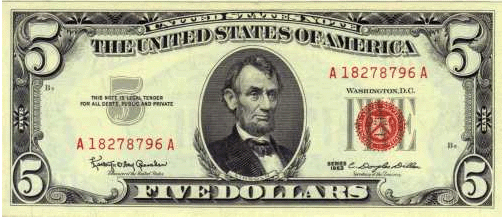 UNITED STATES NOTE
THE UNITED STATES OF AMERICA
5
5
A 18278796 A
WASHINGTON, D.C.
THIS NOTE IS LEGAL TENDER
FOR ALL DEBTS, PUBLIC AND PRIVATE
5
FIVE
A 18278796 A
SERIES
1963
C. Douglas Dillon
Secretary of the Treasury
Treasurer of the United States
5
5
FIVE DOLLARS